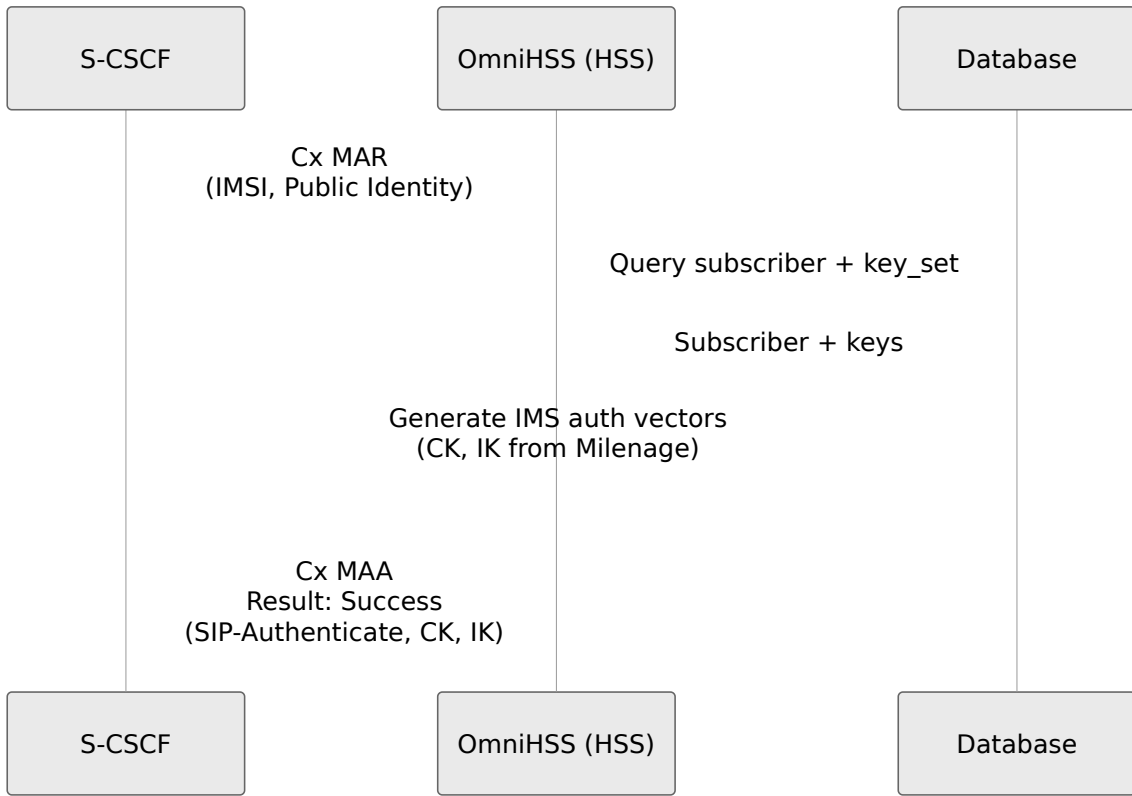 S-CSCF
OmniHSS (HSS)
Database
Cx MAR
(IMSI, Public Identity)
Query subscriber + key_set
Subscriber + keys
Generate IMS auth vectors
(CK, IK from Milenage)
Cx MAA
Result: Success
(SIP-Authenticate, CK, IK)
S-CSCF
OmniHSS (HSS)
Database